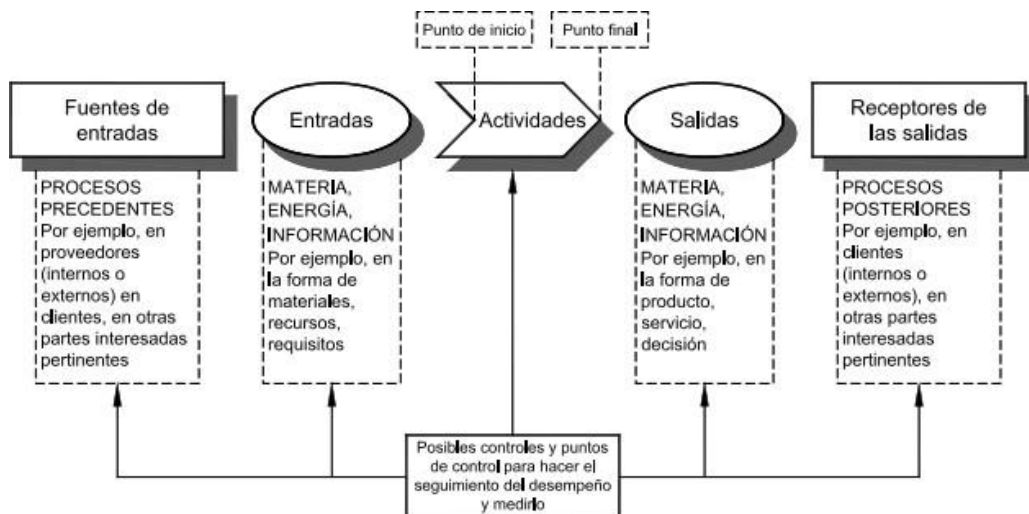 Punto de inicio
Punto final
Fuentes de
entradas
Entradas
Actividades
Salidas
Receptores de
las salidas
PROCESOS
PRECEDENTES
Por ejemplo, en
proveedores
(internos o
externos) en
clientes, en otras
partes interesadas
pertinentes
MATERIA,
ENERGÍA,
INFORMACIÓN
Por ejemplo, en
la forma de
materiales,
recursos,
requisitos
MATERIA,
ENERGÍA,
INFORMACIÓN
Por ejemplo, en
la forma de
producto,
servicio,
decisión
PROCESOS
POSTERIORES
Por ejemplo, en
clientes
(internos o
externos), en
otras partes
interesadas
pertinentes
Posibles controles y puntos
de control para hacer el
seguimiento del desempeño
y medirlo